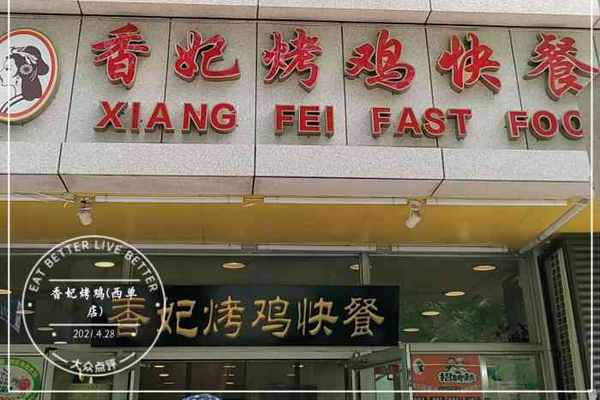 香妃烤鸡快餐
XIANG FEI FAST FOO
香妃烤鸡快餐
EAT BETTER LIVE BETTER
香妃烤鸡(西单
店)
2021.4.28
大众点评